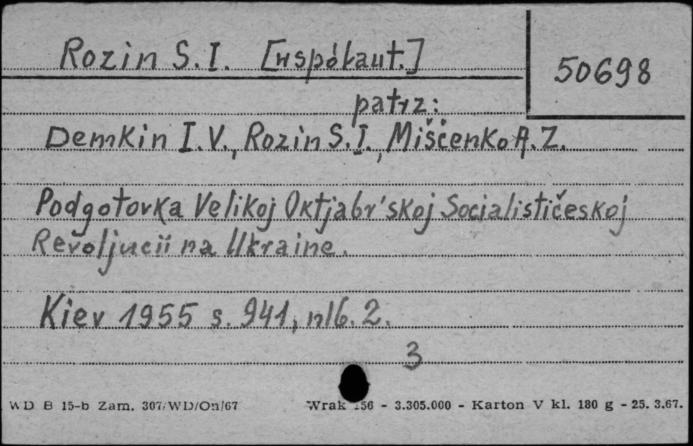 Rozin S.I. [współaut.]
50698
patrz:
Demkin I.V., Rozin S.I., Miščenko A.Z.
Podgotovka Velikoj Oktjabr'skoj Socialističeskoj
Revoljucii na Ukraine.
Kiev 1955 s. 941, nlb. 2.
3
WD B 15-b Zam. 307/WD/On/67 Wrak 156 - 3.305.000 - Karton V kl. 180 g - 25. 3.67.